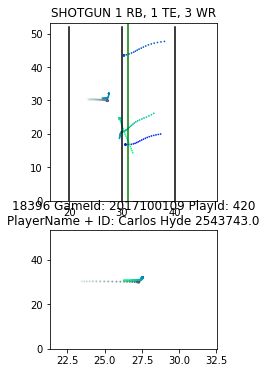 SHOTGUN 1 RB, 1 TE, 3 WR
50
40
30
20
10
0
20 30 40
18396 GameId: 2017100109 PlayId: 420
PlayerName + ID: Carlos Hyde 2543743.0
40
20
0
22.5 25.0 27.5 30.0 32.5